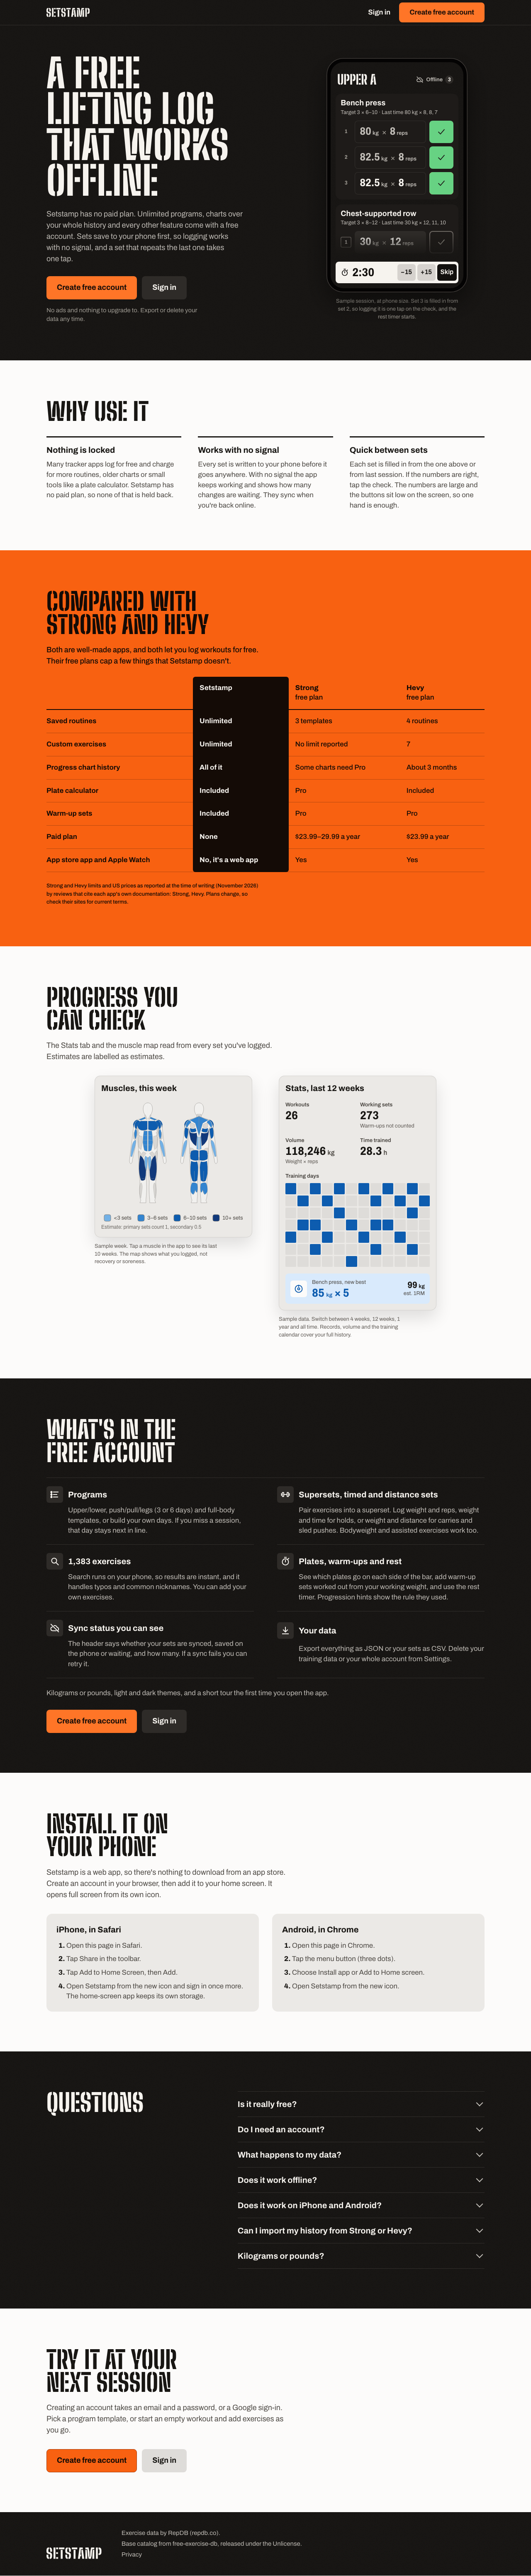 SETSTAMP
Sign in
Create free account
A FREE
LIFTING LOG
THAT WORKS
OFFLINE
Setstamp has no paid plan. Unlimited programs, charts over
your whole history and every other feature come with a free
account. Sets save to your phone first, so logging works
with no signal, and a set that repeats the last one takes
one tap.
Create free account
Sign in
No ads and nothing to upgrade to. Export or delete your
data any time.
UPPER A
Offline 3
Bench press
Target 3 × 6–10 · Last time 80 kg × 8, 8, 7
1 80 kg × 8 reps
2 82.5 kg × 8 reps
3 82.5 kg × 8 reps
Chest-supported row
Target 3 × 8–12 · Last time 30 kg × 12, 11, 10
1 30 kg × 12 reps
2:30
−15
+15
Skip
Sample session, at phone size. Set 3 is filled in from
set 2, so logging it is one tap on the check, and the
rest timer starts.
WHY USE IT
Nothing is locked
Many tracker apps log for free and charge
for more routines, older charts or small
tools like a plate calculator. Setstamp has
no paid plan, so none of that is held back.
Works with no signal
Every set is written to your phone before it
goes anywhere. With no signal the app
keeps working and shows how many
changes are waiting. They sync when
you're back online.
Quick between sets
Each set is filled in from the one above or
from last session. If the numbers are right,
tap the check. The numbers are large and
the buttons sit low on the screen, so one
hand is enough.
COMPARED WITH
STRONG AND HEVY
Both are well-made apps, and both let you log workouts for free.
Their free plans cap a few things that Setstamp doesn't.
Setstamp
Strong
free plan
Hevy
free plan
Saved routines Unlimited 3 templates 4 routines
Custom exercises Unlimited No limit reported 7
Progress chart history All of it Some charts need Pro About 3 months
Plate calculator Included Pro Included
Warm-up sets Included Pro Pro
Paid plan None $23.99–29.99 a year $23.99 a year
App store app and Apple Watch No, it's a web app Yes Yes
Strong and Hevy limits and US prices as reported at the time of writing (November 2026)
by reviews that cite each app's own documentation: Strong, Hevy. Plans change, so
check their sites for current terms.
PROGRESS YOU
CAN CHECK
The Stats tab and the muscle map read from every set you've logged.
Estimates are labelled as estimates.
Muscles, this week
<3 sets 3–6 sets 6–10 sets 10+ sets
Estimate: primary sets count 1, secondary 0.5
Sample week. Tap a muscle in the app to see its last
10 weeks. The map shows what you logged, not
recovery or soreness.
Stats, last 12 weeks
Workouts
26
Working sets
273
Warm-ups not counted
Volume
118,246 kg
Weight × reps
Time trained
28.3 h
Training days
Bench press, new best
85 kg × 5
99 kg
est. 1RM
Sample data. Switch between 4 weeks, 12 weeks, 1
year and all time. Records, volume and the training
calendar cover your full history.
WHAT'S IN THE
FREE ACCOUNT
Programs
Upper/lower, push/pull/legs (3 or 6 days) and full-body
templates, or build your own days. If you miss a session,
that day stays next in line.
Supersets, timed and distance sets
Pair exercises into a superset. Log weight and reps, weight
and time for holds, or weight and distance for carries and
sled pushes. Bodyweight and assisted exercises work too.
1,383 exercises
Search runs on your phone, so results are instant, and it
handles typos and common nicknames. You can add your
own exercises.
Plates, warm-ups and rest
See which plates go on each side of the bar, add warm-up
sets worked out from your working weight, and use the rest
timer. Progression hints show the rule they used.
Sync status you can see
The header says whether your sets are synced, saved on
the phone or waiting, and how many. If a sync fails you can
retry it.
Your data
Export everything as JSON or your sets as CSV. Delete your
training data or your whole account from Settings.
Kilograms or pounds, light and dark themes, and a short tour the first time you open the app.
Create free account
Sign in
INSTALL IT ON
YOUR PHONE
Setstamp is a web app, so there's nothing to download from an app store.
Create an account in your browser, then add it to your home screen. It
opens full screen from its own icon.
iPhone, in Safari
1. Open this page in Safari.
2. Tap Share in the toolbar.
3. Tap Add to Home Screen, then Add.
4. Open Setstamp from the new icon and sign in once more.
The home-screen app keeps its own storage.
Android, in Chrome
1. Open this page in Chrome.
2. Tap the menu button (three dots).
3. Choose Install app or Add to Home screen.
4. Open Setstamp from the new icon.
QUESTIONS
Is it really free?
Do I need an account?
What happens to my data?
Does it work offline?
Does it work on iPhone and Android?
Can I import my history from Strong or Hevy?
Kilograms or pounds?
TRY IT AT YOUR
NEXT SESSION
Creating an account takes an email and a password, or a Google sign-in.
Pick a program template, or start an empty workout and add exercises as
you go.
Create free account
Sign in
SETSTAMP
Exercise data by RepDB (repdb.co).
Base catalog from free-exercise-db, released under the Unlicense.
Privacy